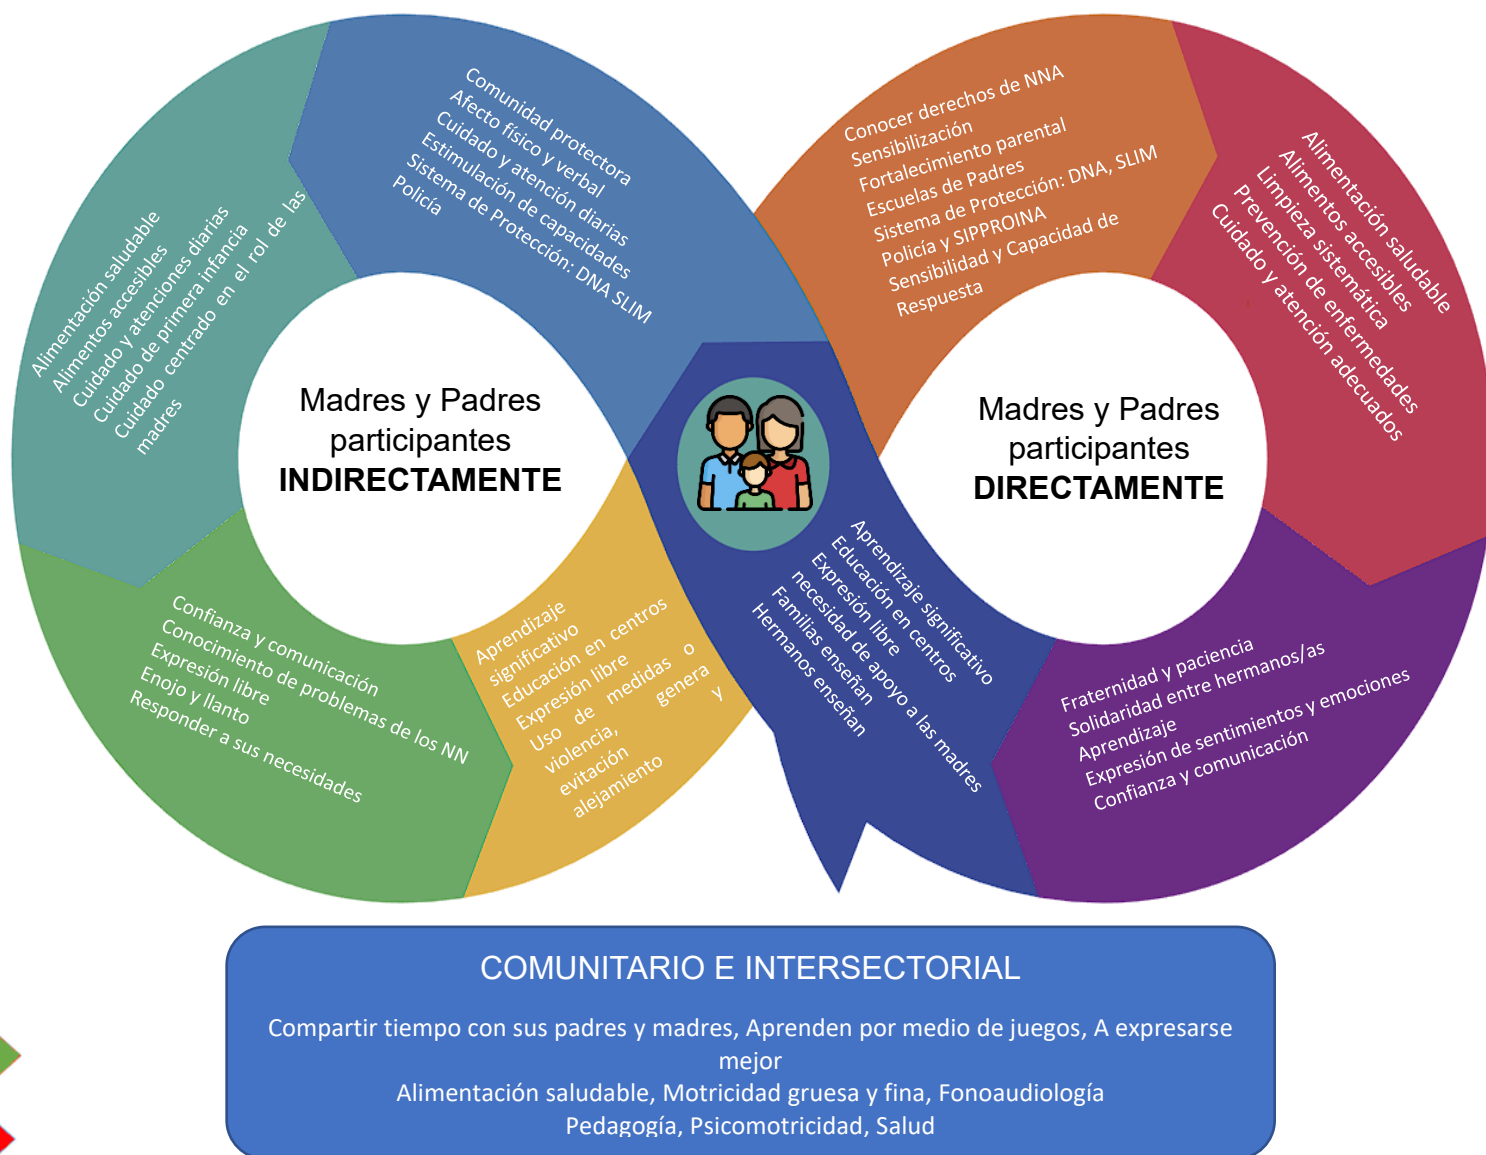 Comunidad protectora
Afecto físico y verbal
Cuidado y atención diarias
Estimulación de capacidades
Sistema de Protección: DNA SLIM
Policía
Alimentación saludable
Alimentos accesibles
Cuidado y atenciones diarias
Cuidado de primera infancia
Cuidado centrado en el rol de las
madres
Madres y Padres
participantes
INDIRECTAMENTE
Confianza y comunicación
Conocimiento de problemas de los NN
Expresión libre
Enojo y llanto
Responder a sus necesidades
Aprendizaje
significativo
Educación en centros
Expresión libre
Uso de medidas o
violencia, genera
evitación y
alejamiento
Conocer derechos de NNA
Sensibilización
Fortalecimiento parental
Escuelas de Padres
Sistema de Protección: DNA, SLIM
Policía y SIPPROINA
Sensibilidad y Capacidad de
Respuesta
Alimentación saludable
Alimentos accesibles
Limpieza sistemática
Prevención de enfermedades
Cuidado y atención adecuados
Madres y Padres
participantes
DIRECTAMENTE
Aprendizaje significativo
Educación en centros
Expresión libre
necesidad de apoyo a las madres
Familias enseñan
Hermanos enseñan
Fraternidad y paciencia
Solidaridad entre hermanos/as
Aprendizaje
Expresión de sentimientos y emociones
Confianza y comunicación
COMUNITARIO E INTERSECTORIAL
Compartir tiempo con sus padres y madres, Aprenden por medio de juegos, A expresarse
mejor
Alimentación saludable, Motricidad gruesa y fina, Fonoaudiología
Pedagogía, Psicomotricidad, Salud